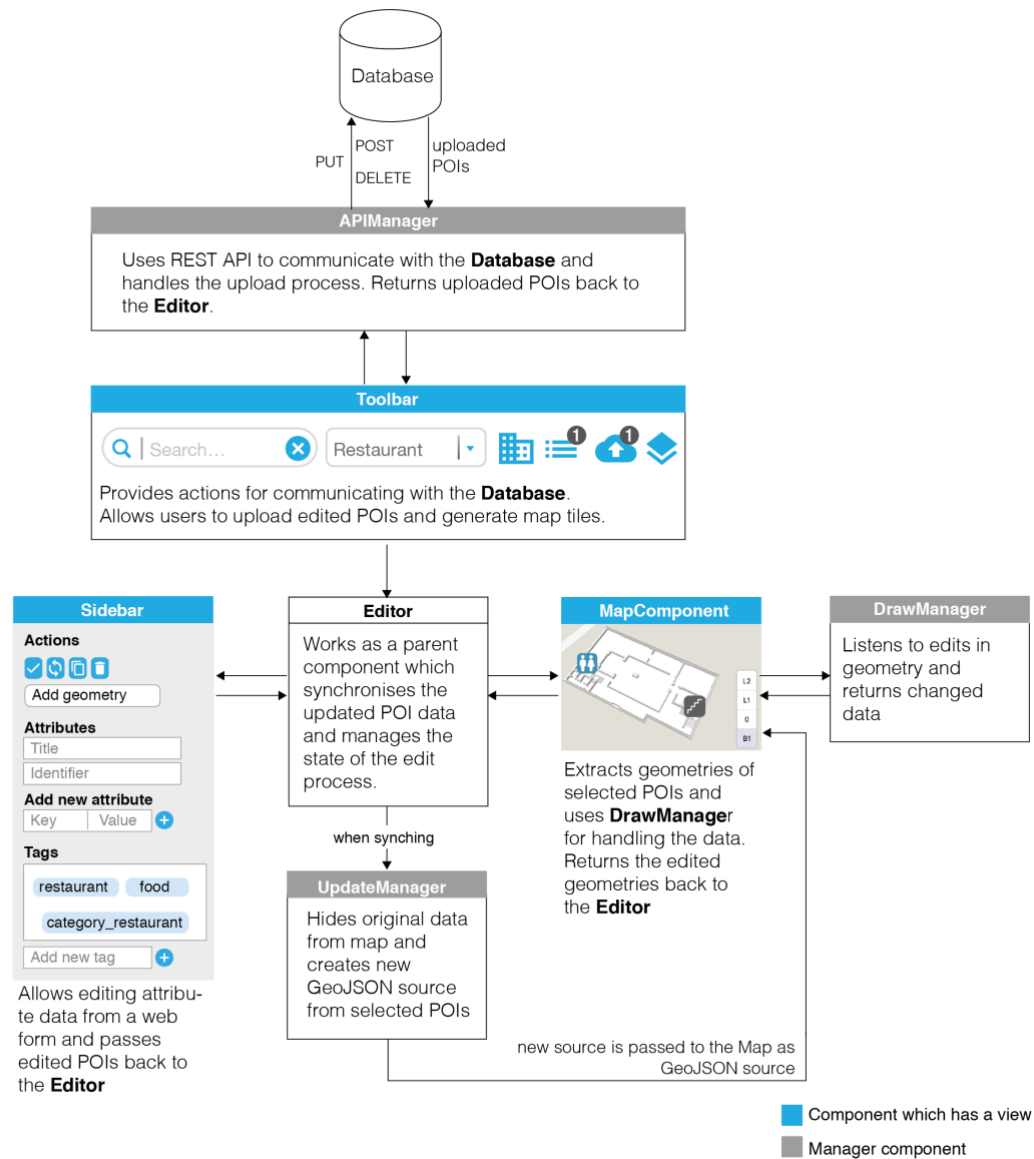 Database
PUT
POST
DELETE
uploaded
POIs
APIManager
Uses REST API to communicate with the Database and
handles the upload process. Returns uploaded POIs back to
the Editor.
Toolbar
Search...
Restaurant
1
1
Provides actions for communicating with the Database.
Allows users to upload edited POIs and generate map tiles.
Sidebar
Actions
Add geometry
Attributes
Title
Identifier
Add new attribute
Key
Value
Tags
restaurant
food
category_restaurant
Add new tag
Allows editing attribu-
te data from a web
form and passes
edited POIs back to
the Editor
Editor
Works as a parent
component which
synchronises the
updated POI data
and manages the
state of the edit
process.
when synching
UpdateManager
Hides original data
from map and
creates new
GeoJSON source
from selected POIs
MapComponent
L2
L1
0
B1
Extracts geometries of
selected POIs and
uses DrawManager
for handling the data.
Returns the edited
geometries back to
the Editor
DrawManager
Listens to edits in
geometry and
returns changed
data
new source is passed to the Map as
GeoJSON source
Component which has a view
Manager component